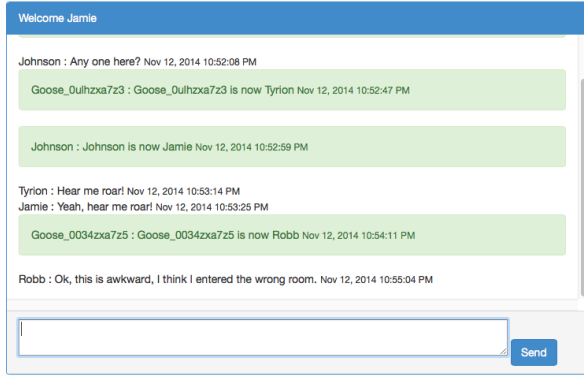 Welcome Jamie
Johnson : Any one here? Nov 12, 2014 10:52:08 PM
Goose_0ulhzxa7z3 : Goose_0ulhzxa7z3 is now Tyrion Nov 12, 2014 10:52:47 PM
Johnson : Johnson is now Jamie Nov 12, 2014 10:52:59 PM
Tyrion : Hear me roar! Nov 12, 2014 10:53:14 PM
Jamie : Yeah, hear me roar! Nov 12, 2014 10:53:25 PM
Goose_0034zxa7z5 : Goose_0034zxa7z5 is now Robb Nov 12, 2014 10:54:11 PM
Robb : Ok, this is awkward, I think I entered the wrong room. Nov 12, 2014 10:55:04 PM
Send